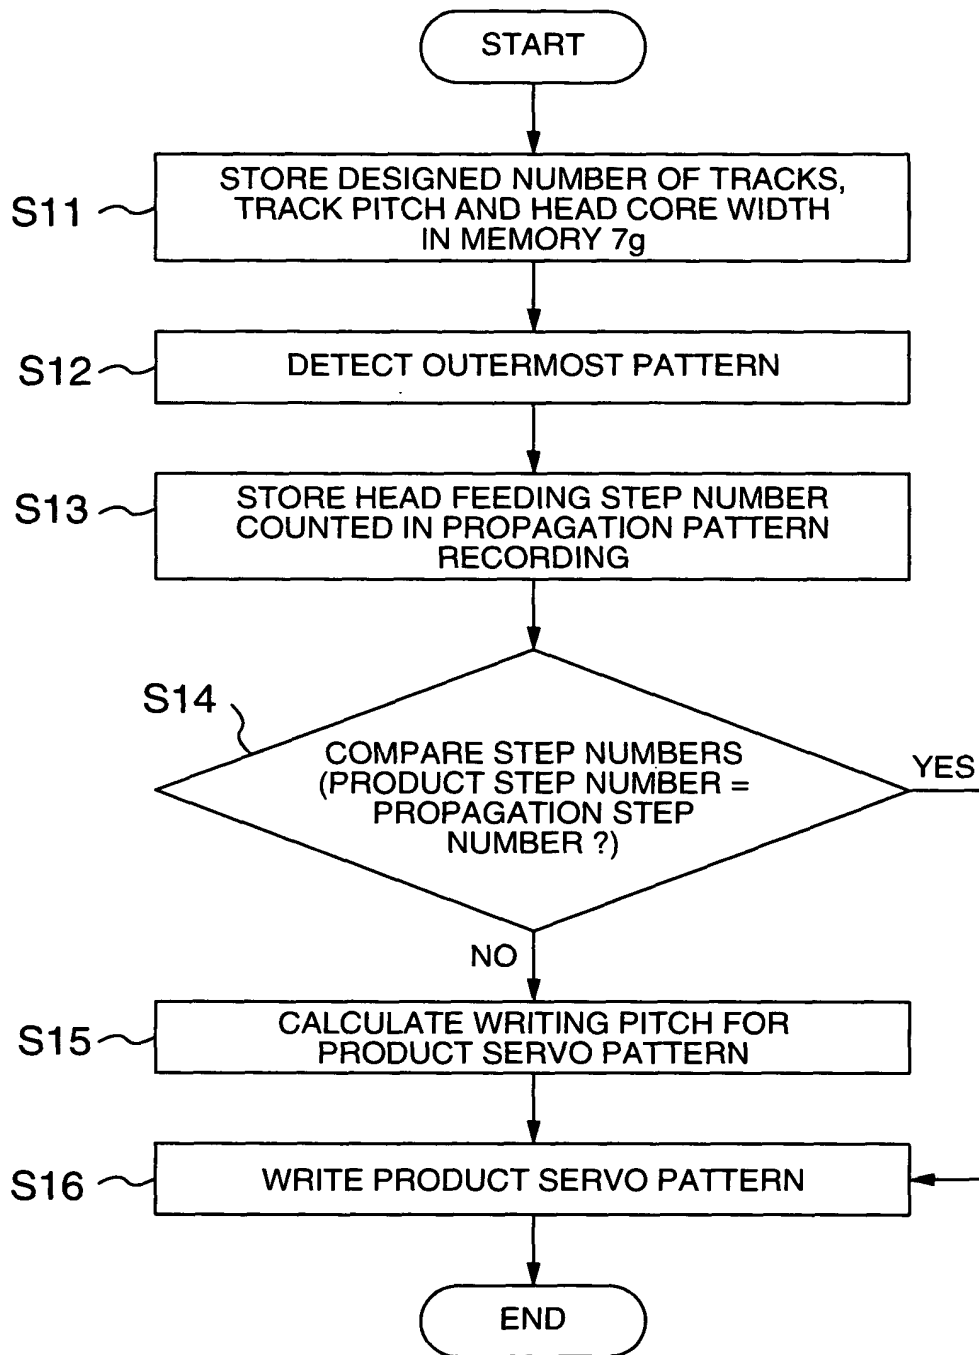 START
S11
STORE DESIGNED NUMBER OF TRACKS,
TRACK PITCH AND HEAD CORE WIDTH
IN MEMORY 7g
S12
DETECT OUTERMOST PATTERN
S13
STORE HEAD FEEDING STEP NUMBER
COUNTED IN PROPAGATION PATTERN
RECORDING
S14
COMPARE STEP NUMBERS
(PRODUCT STEP NUMBER =
PROPAGATION STEP
NUMBER ?)
YES
NO
S15
CALCULATE WRITING PITCH FOR
PRODUCT SERVO PATTERN
S16
WRITE PRODUCT SERVO PATTERN
END